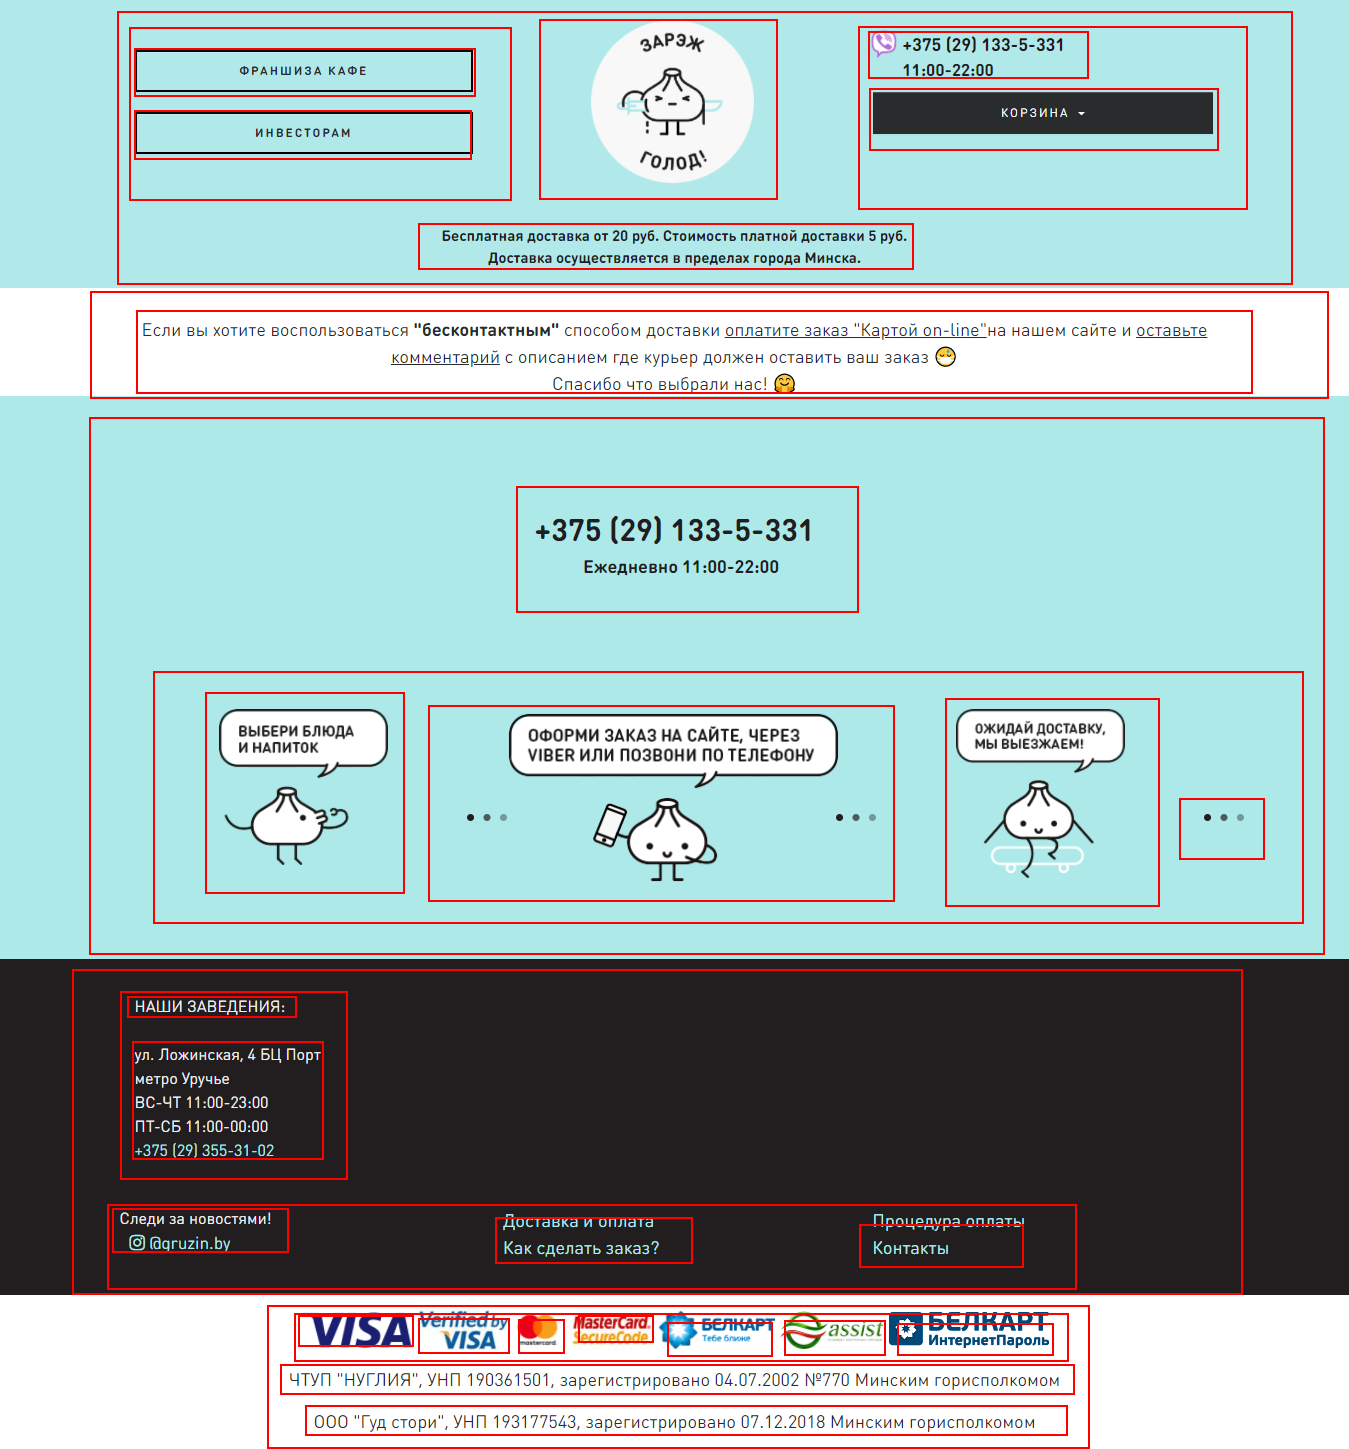 ФРАНШИЗА КАФЕ
ИНВЕСТОРАМ
ЗАРЭЖ
ГОЛОД!
+375 (29) 133-5-331
11:00-22:00
КОРЗИНА
Бесплатная доставка от 20 руб. Стоимость платной доставки 5 руб.
Доставка осуществляется в пределах города Минска.
Если вы хотите воспользоваться "бесконтактным" способом доставки оплатите заказ "Картой on-line"на нашем сайте и оставьте
комментарий с описанием где курьер должен оставить ваш заказ 😅
Спасибо что выбрали нас! 🤗
+375 (29) 133-5-331
Ежедневно 11:00-22:00
ВЫБЕРИ БЛЮДА
И НАПИТОК
ОФОРМИ ЗАКАЗ НА САЙТЕ, ЧЕРЕЗ
VIBER ИЛИ ПОЗВОНИ ПО ТЕЛЕФОНУ
ОЖИДАЙ ДОСТАВКУ,
МЫ ВЫЕЗЖАЕМ!
НАШИ ЗАВЕДЕНИЯ:
ул. Ложинская, 4 БЦ Порт
метро Уручье
ВС-ЧТ 11:00-23:00
ПТ-СБ 11:00-00:00
+375 (29) 355-31-02
Следи за новостями!
@gruzin.by
Доставка и оплата
Как сделать заказ?
Процедура оплаты
Контакты
VISA
Verified by
VISA
mastercard.
MasterCard.
SecureCode.
БЕЛКАРТ
Тебе ближе
assist
БЕЛКАРТ
ИнтернетПароль
ЧТУП "НУГЛИЯ", УНП 190361501, зарегистрировано 04.07.2002 №770 Минским горисполкомом
ООО "Гуд стори", УНП 193177543, зарегистрировано 07.12.2018 Минским горисполкомом